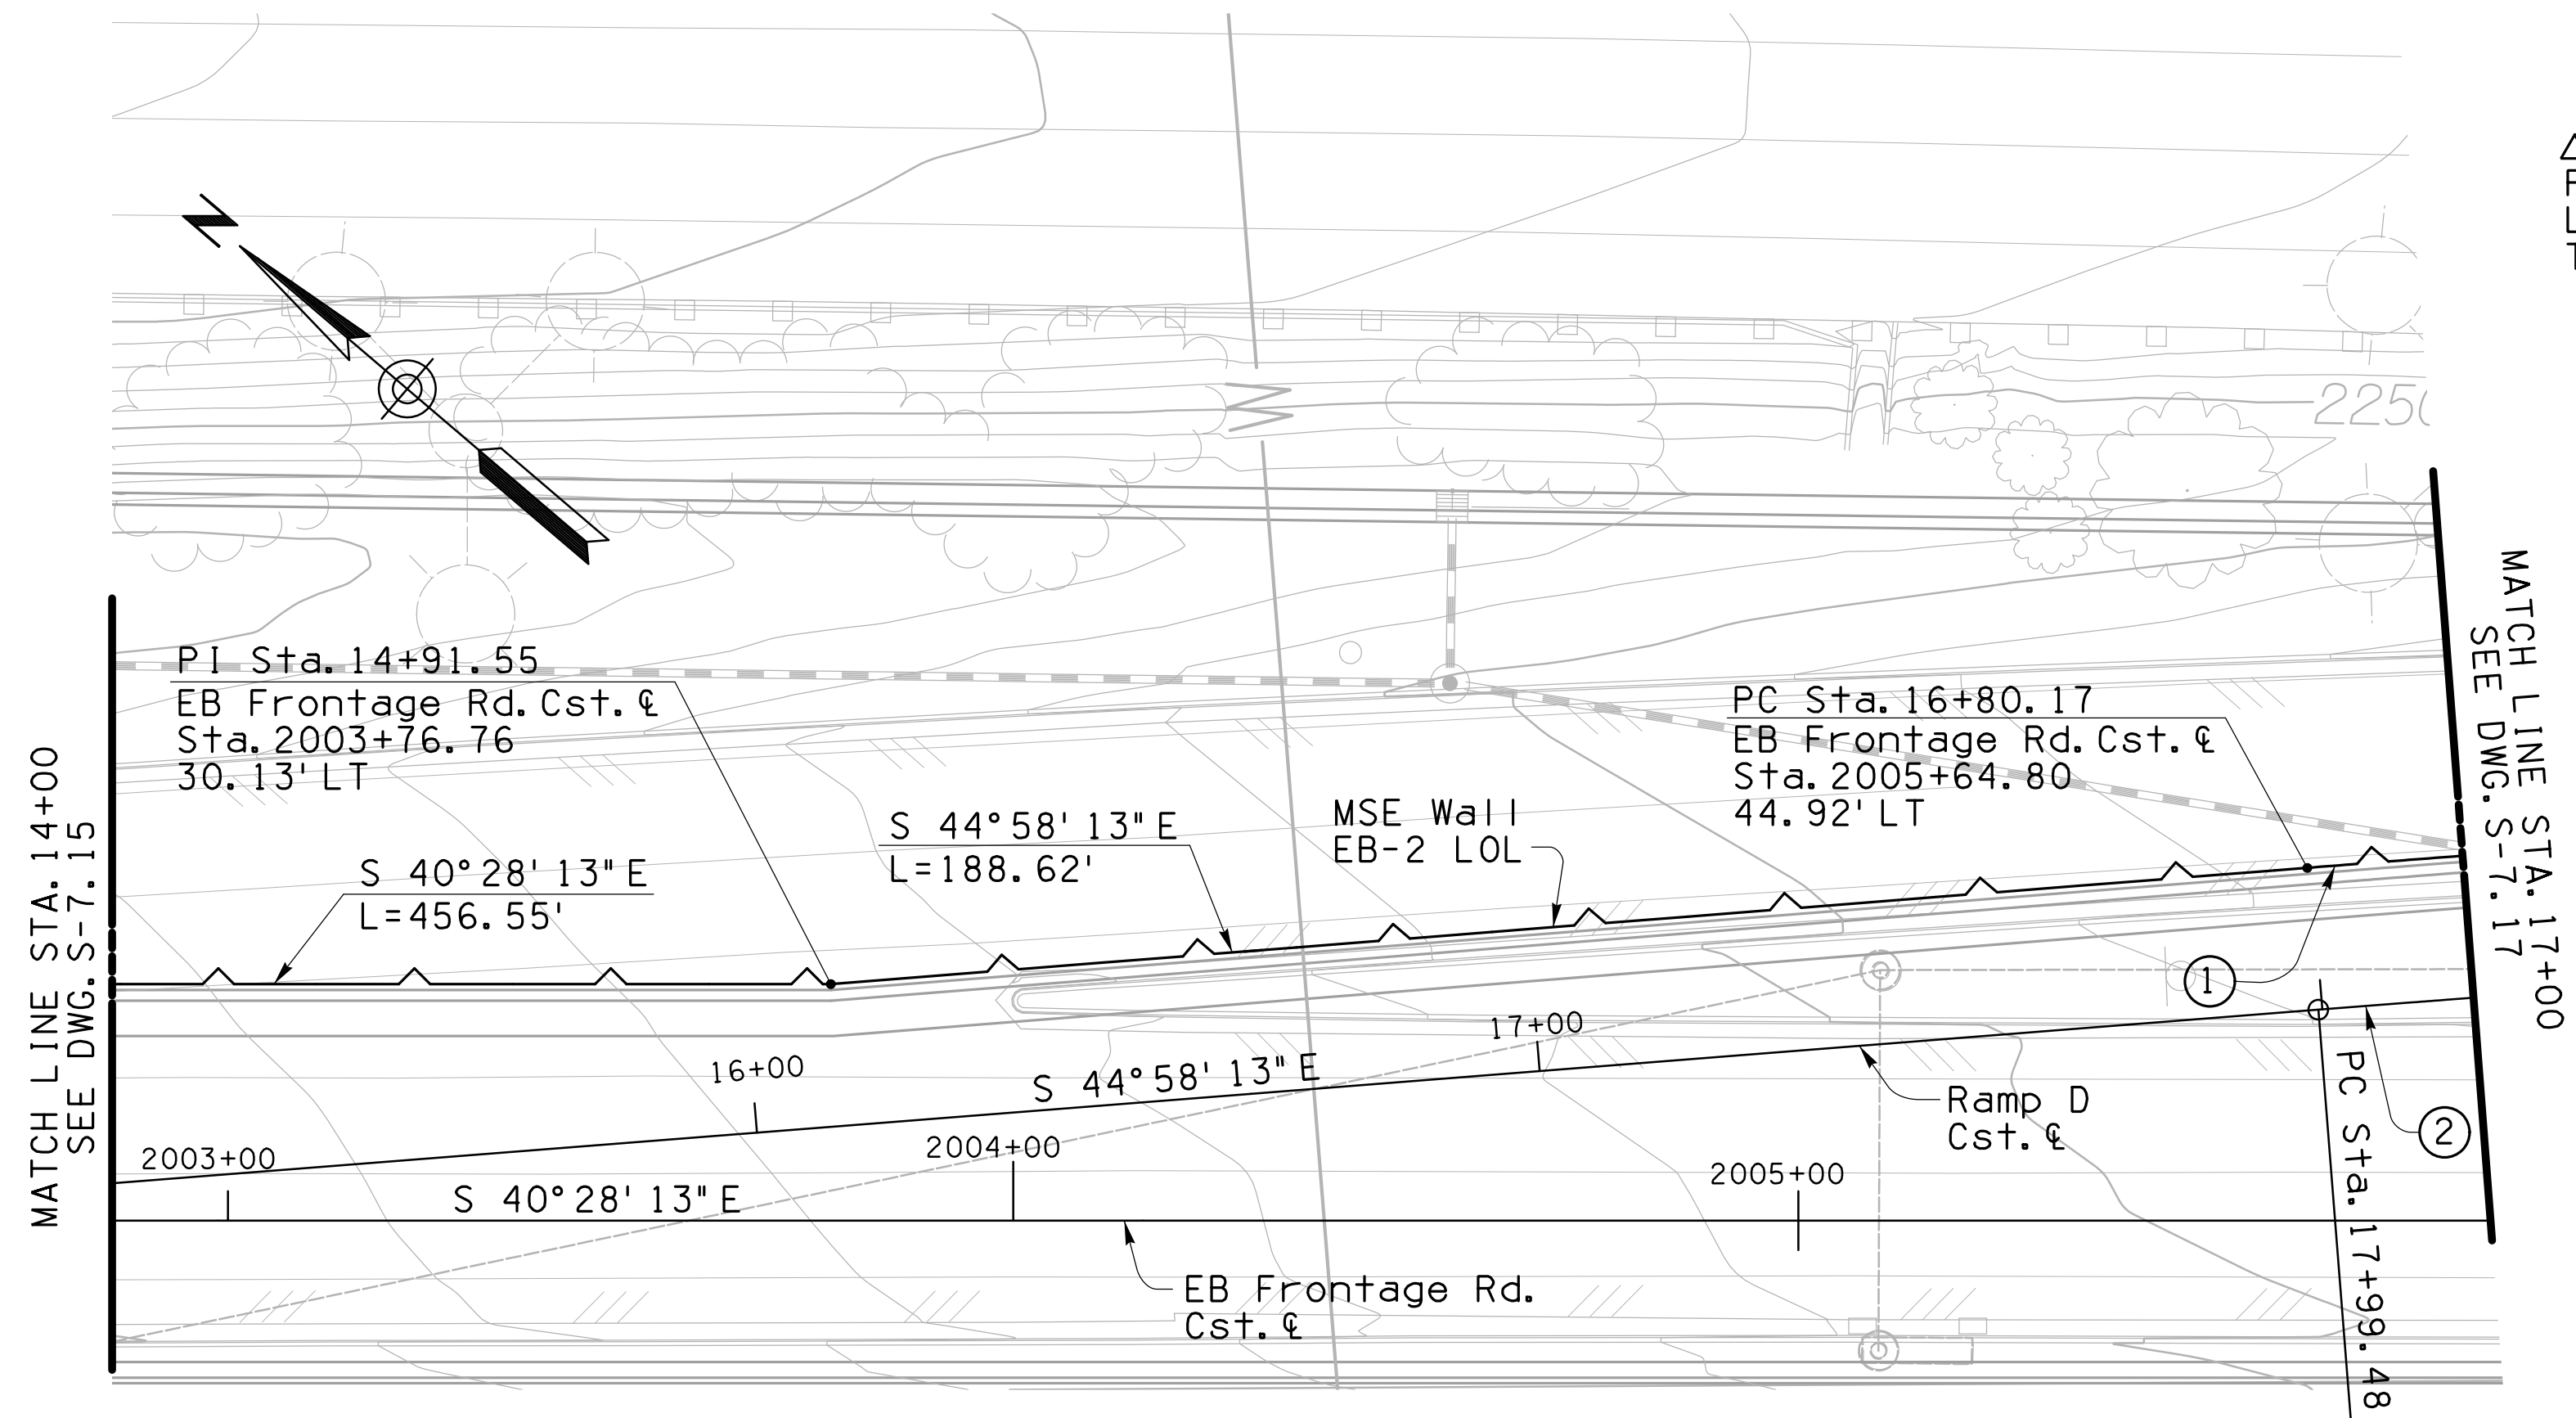 N
2250
MATCH LINE STA. 14+00
SEE DWG. S-7.15
PI Sta. 14+91.55
EB Frontage Rd. Cst. ℄
Sta. 2003+76.76
30.13' LT
S 40°28'13" E
L=456.55'
S 44°58'13" E
L=188.62'
MSE Wall
EB-2 LOL
PC Sta. 16+80.17
EB Frontage Rd. Cst. ℄
Sta. 2005+64.80
44.92' LT
MATCH LINE STA. 17+00
SEE DWG. S-7.17
1
2
16+00
17+00
S 44°58'13" E
Ramp D
Cst. ℄
2003+00
2004+00
2005+00
S 40°28'13" E
EB Frontage Rd.
Cst. ℄
PC Sta. 17+99.48